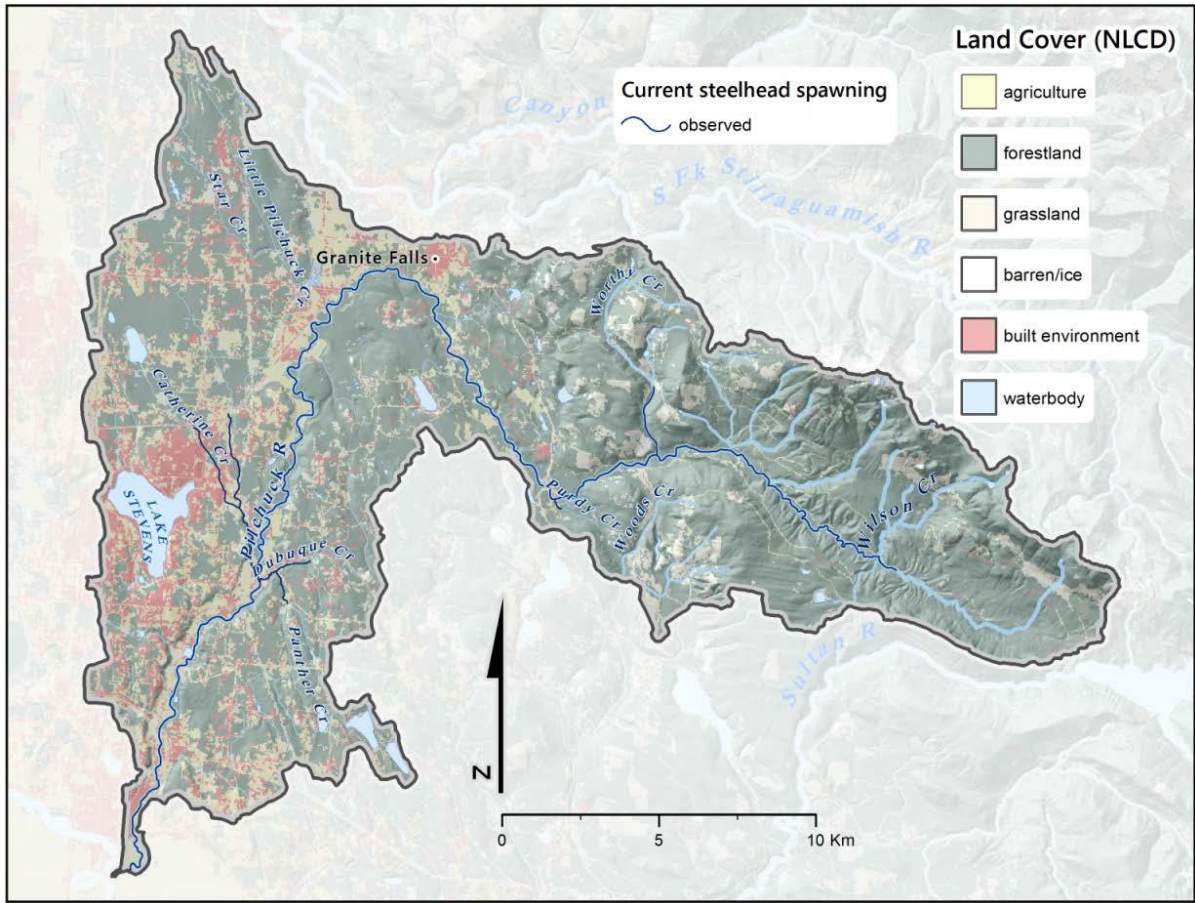 Land Cover (NLCD)
agriculture
forestland
grassland
barren/ice
built environment
waterbody
Current steelhead spawning
observed
Canyon
S Fk Stillaguamish R
Little Pilchuck Cr
Star Cr
Granite Falls
Worthy Cr
Catherine Cr
Pilchuck R
LAKE
STEVENS
Dubuque Cr
Panther Cr
Purdy Cr
Woods Cr
Wilson Cr
Sultan R
N
0 5 10 Km